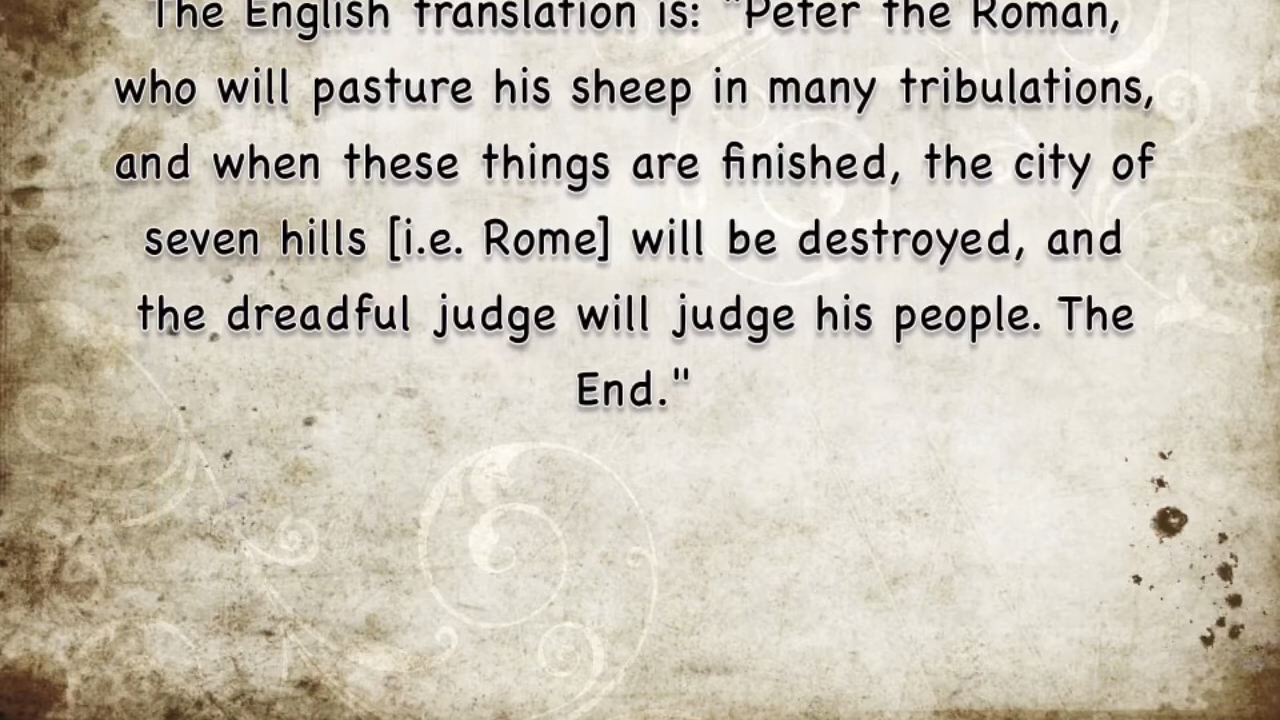 The English translation is: "Peter the Roman,
who will pasture his sheep in many tribulations,
and when these things are finished, the city of
seven hills [i.e. Rome] will be destroyed, and
the dreadful judge will judge his people. The
End."